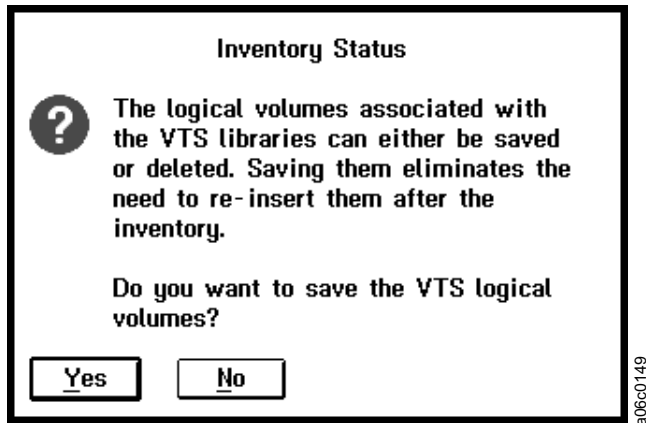 Inventory Status
The logical volumes associated with
the VTS libraries can either be saved
or deleted. Saving them eliminates the
need to re-insert them after the
inventory.
Do you want to save the VTS logical
volumes?
Yes No
a06c0149